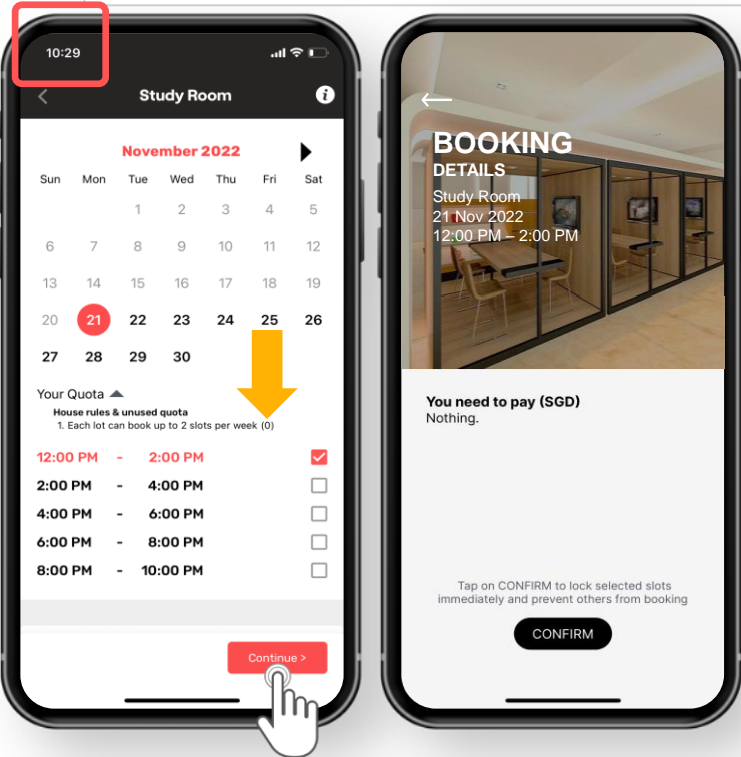 10:29
Study Room
i
November 2022
Sun Mon Tue Wed Thu Fri Sat
1 2 3 4 5
6 7 8 9 10 11 12
13 14 15 16 17 18 19
20 21 22 23 24 25 26
27 28 29 30
Your Quota
House rules & unused quota
1. Each lot can book up to 2 slots per week (0)
12:00 PM - 2:00 PM
2:00 PM - 4:00 PM
4:00 PM - 6:00 PM
6:00 PM - 8:00 PM
8:00 PM - 10:00 PM
Continue >
BOOKING
DETAILS
Study Room
21 Nov 2022
12:00 PM – 2:00 PM
You need to pay (SGD)
Nothing.
Tap on CONFIRM to lock selected slots
immediately and prevent others from booking
CONFIRM